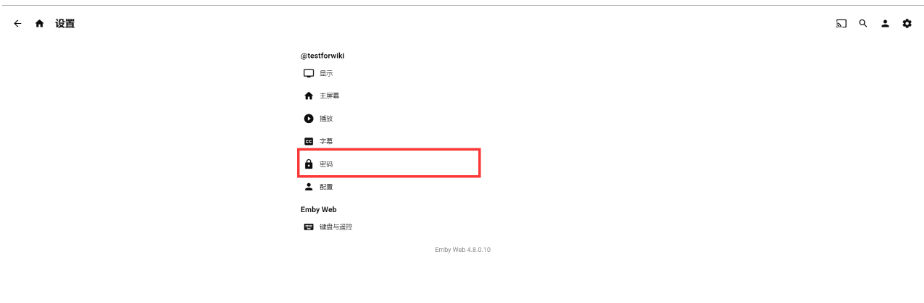 设置
@testforwiki
显示
主屏幕
播放
字幕
密码
配置
Emby Web
键盘与遥控
Emby Web 4.8.0.10